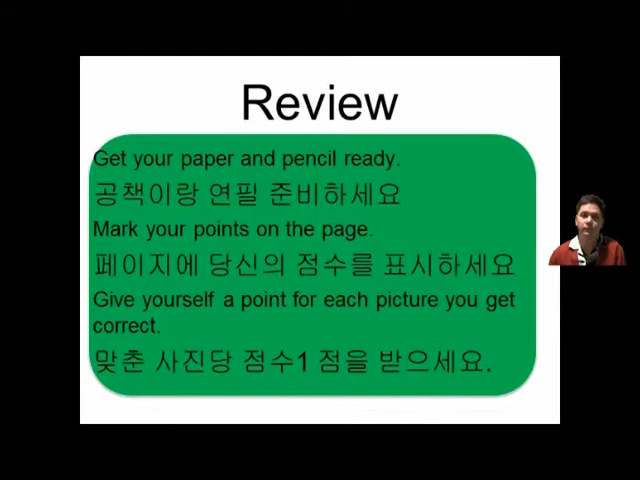 Review
Get your paper and pencil ready.
공책이랑 연필 준비하세요
Mark your points on the page.
페이지에 당신의 점수를 표시하세요
Give yourself a point for each picture you get
correct.
맞춘 사진당 점수1 점을 받으세요.